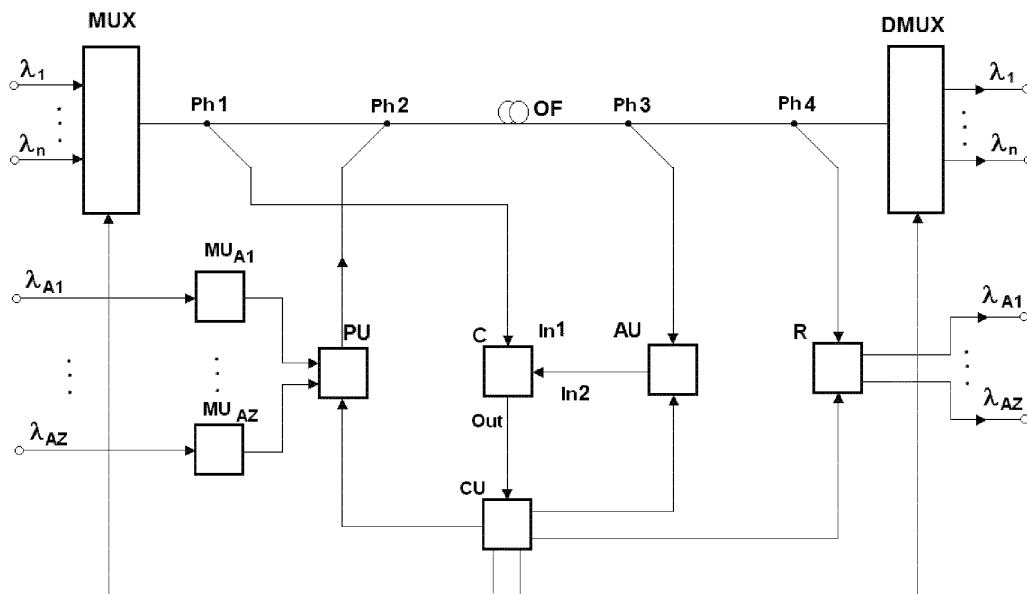 MUX
DMUX
λ1
λ1
Ph1
Ph2
OF
Ph3
Ph4
λn
λn
MUA1
λA1
λA1
PU
C
In1
AU
R
In2
MUAZ
λAZ
λAZ
Out
CU